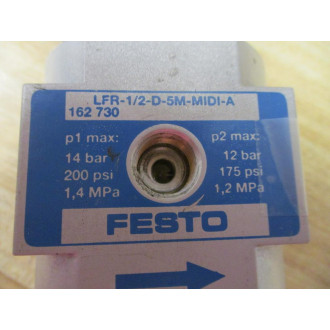 LFR-1/2-D-5M-MIDI-A
162 730
p1 max:
14 bar
200 psi
1,4 MPa
p2 max:
12 bar
175 psi
1,2 MPa
FESTO